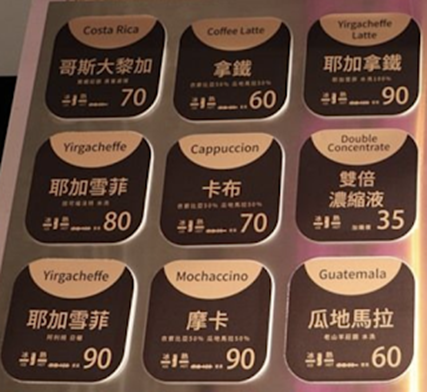 Costa Rica
哥斯大黎加
70
Coffee Latte
拿鐵
60
Yirgacheffe
Latte
耶加拿鐵
90
Yirgacheffe
耶加雪菲
80
Cappuccion
卡布
70
Double
Concentrate
雙倍
濃縮液
35
Yirgacheffe
耶加雪菲
90
Mochaccino
摩卡
90
Guatemala
瓜地馬拉
60